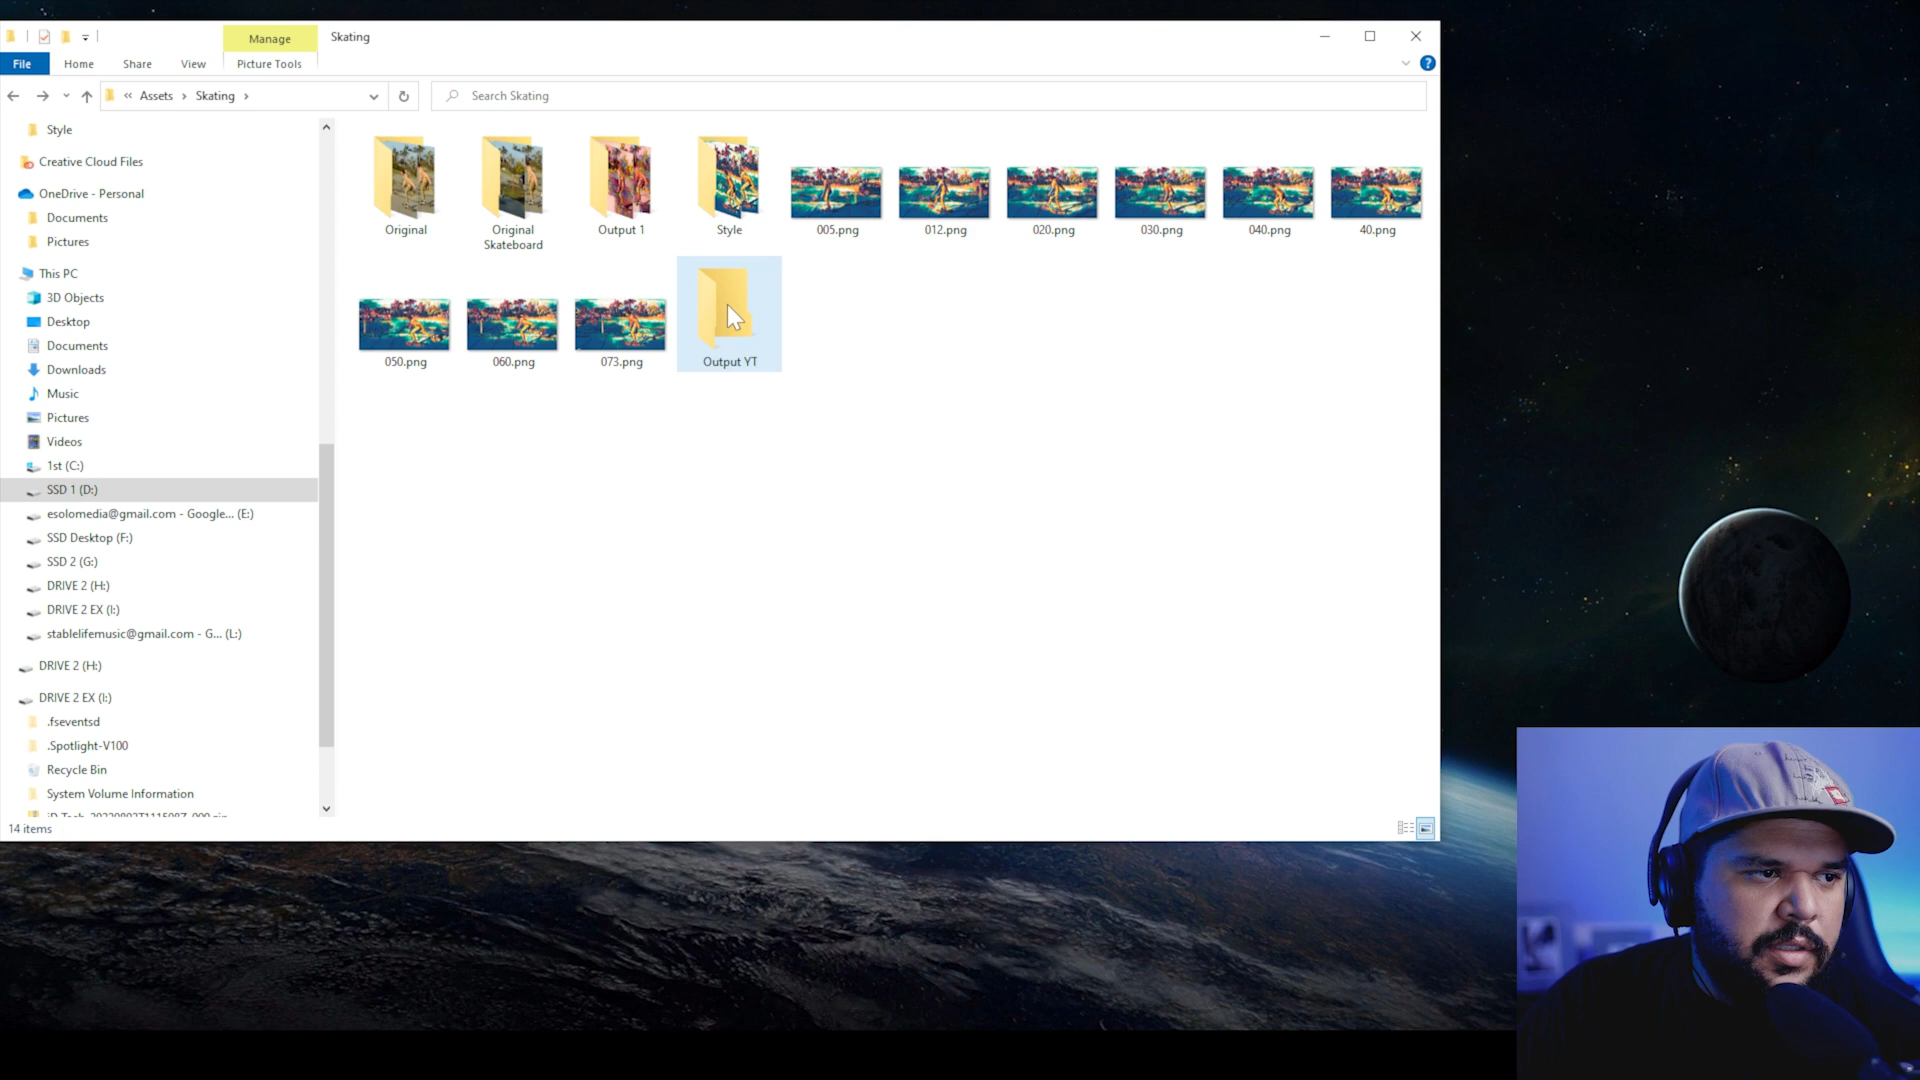 Manage
Skating
File
Home
Share
View
Picture Tools
« Assets > Skating >
Search Skating
Style
Creative Cloud Files
OneDrive - Personal
Documents
Pictures
This PC
3D Objects
Desktop
Documents
Downloads
Music
Pictures
Videos
1st (C:)
SSD 1 (D:)
esolomedia@gmail.com - Google... (E:)
SSD Desktop (F:)
SSD 2 (G:)
DRIVE 2 (H:)
DRIVE 2 EX (I:)
stablelifemusic@gmail.com - G... (L:)
DRIVE 2 (H:)
DRIVE 2 EX (I:)
.fseventsd
.Spotlight-V100
Recycle Bin
System Volume Information
Original
Original
Skateboard
Output 1
Style
005.png
012.png
020.png
030.png
040.png
40.png
050.png
060.png
073.png
Output YT
14 items